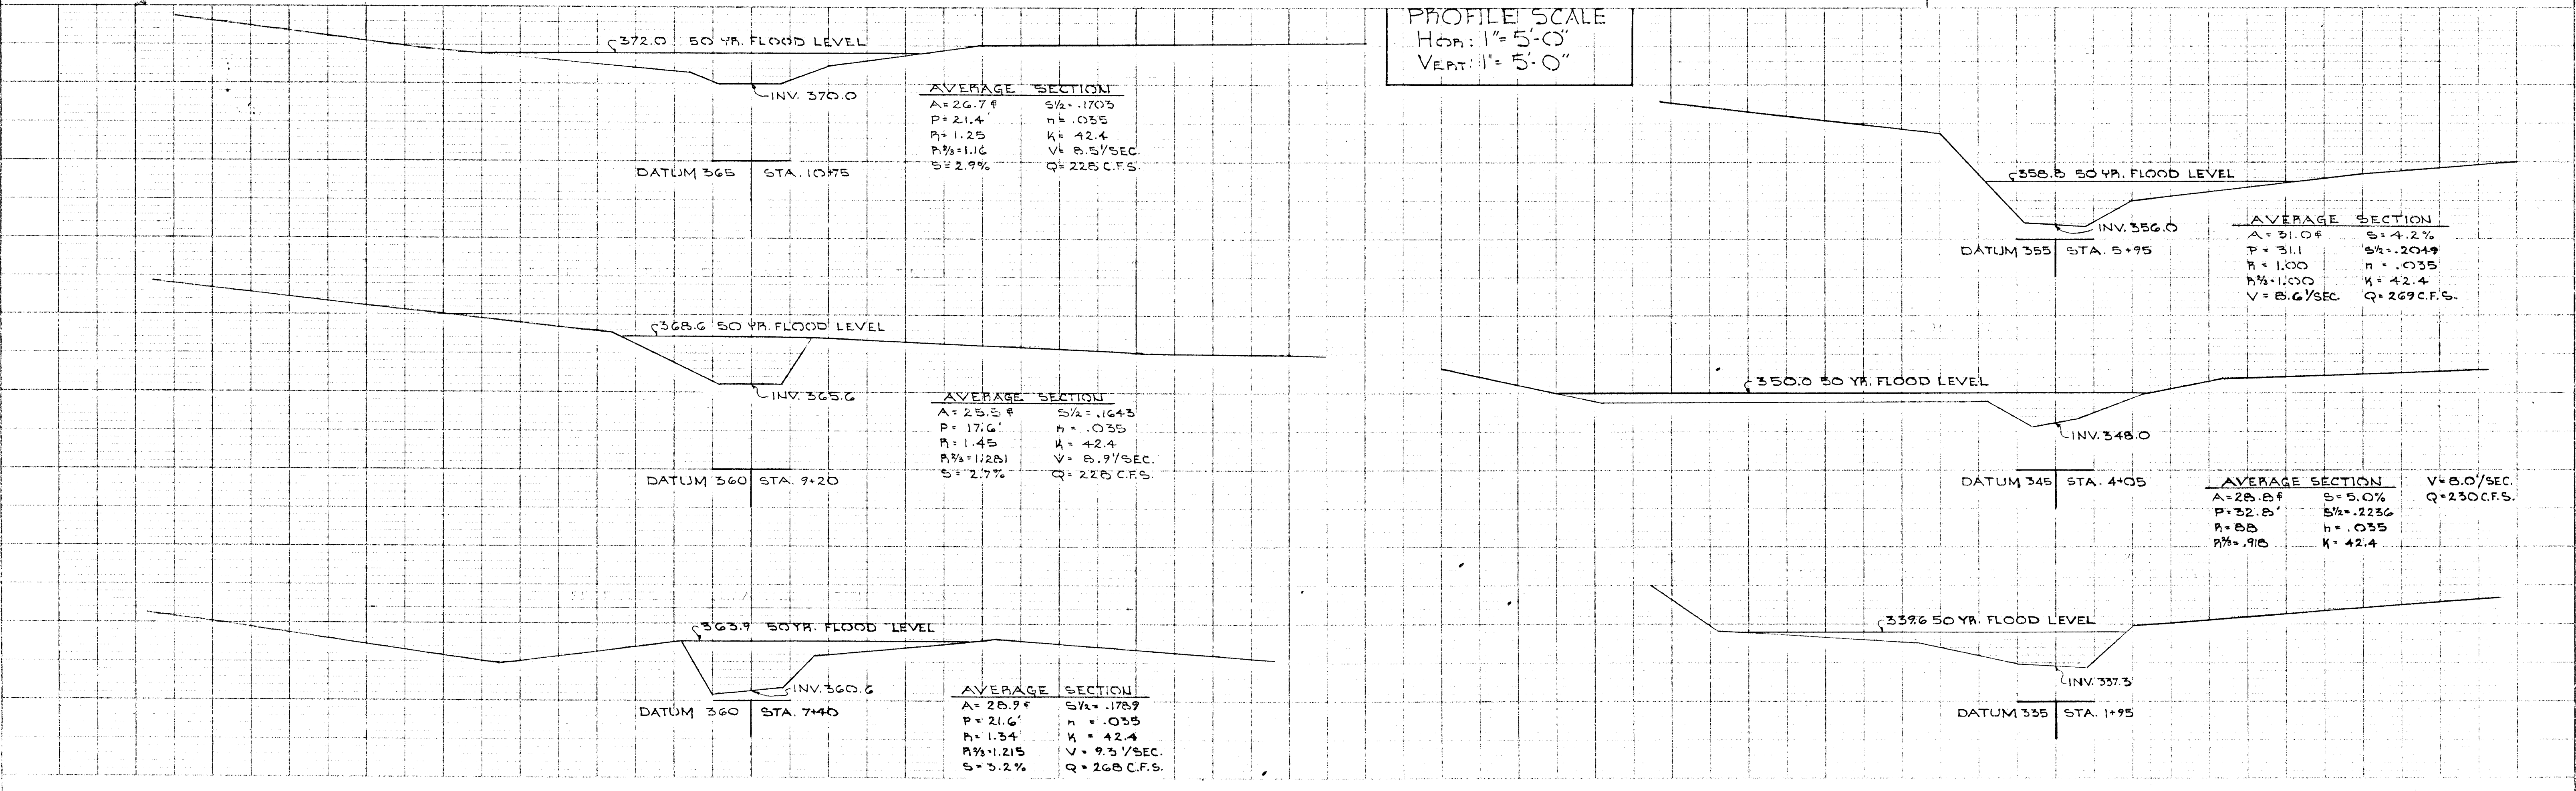 PROFILE SCALE
HOR: 1"= 5'-0"
VERT: 1"= 5'-0"
372.0 50 YR. FLOOD LEVEL
INV. 370.0
DATUM 365 STA. 10+75
AVERAGE SECTION
A= 26.7 S1/2= .1703
P= 21.4' n= .035
R= 1.25 K= 42.4
R2/3=1.16 V= 8.5'/SEC.
S= 2.9% Q= 228 C.F.S.
368.6 50 YR. FLOOD LEVEL
INV. 365.6
DATUM 360 STA. 9+20
AVERAGE SECTION
A= 25.5 S1/2= .1643
P= 17.6' n= .035
R= 1.45 K= 42.4
R2/3=1.281 V= 8.9'/SEC.
S= 2.7% Q= 228 C.F.S.
363.9 50 YR. FLOOD LEVEL
INV. 360.6
DATUM 360 STA. 7+40
AVERAGE SECTION
A= 28.9 S1/2= .1789
P= 21.6' n = .035
R= 1.34 K = 42.4
R2/3=1.215 V = 9.3'/SEC.
S= 3.2% Q = 268 C.F.S.
358.8 50 YR. FLOOD LEVEL
INV. 356.0
DATUM 355 STA. 5+95
AVERAGE SECTION
A = 31.0 S= 4.2%
P = 31.1 S1/2=.2049
R = 1.00 n = .035
R2/3=1.00 K = 42.4
V = 8.6'/SEC Q= 269 C.F.S.
350.0 50 YR. FLOOD LEVEL
INV. 348.0
DATUM 345 STA. 4+05
AVERAGE SECTION V=8.0'/SEC.
A=28.8 S= 5.0% Q=230 C.F.S.
P=32.8' S1/2=.2236
R=88 n= .035
R2/3=.918 K= 42.4
339.6 50 YR. FLOOD LEVEL
INV. 337.3
DATUM 335 STA. 1+95